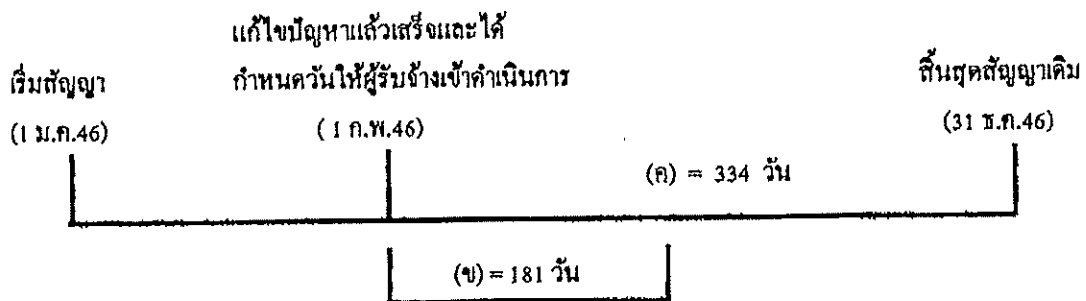 แก้ไขปัญหาแล้วเสร็จและได้
เริ่มสัญญา กำหนดวันให้ผู้รับจ้างเข้าดำเนินการ สิ้นสุดสัญญาเดิม
(1 ม.ค.46) ( 1 ก.พ.46) (31 ธ.ค.46)
(ค) = 334 วัน
(ข) = 181 วัน